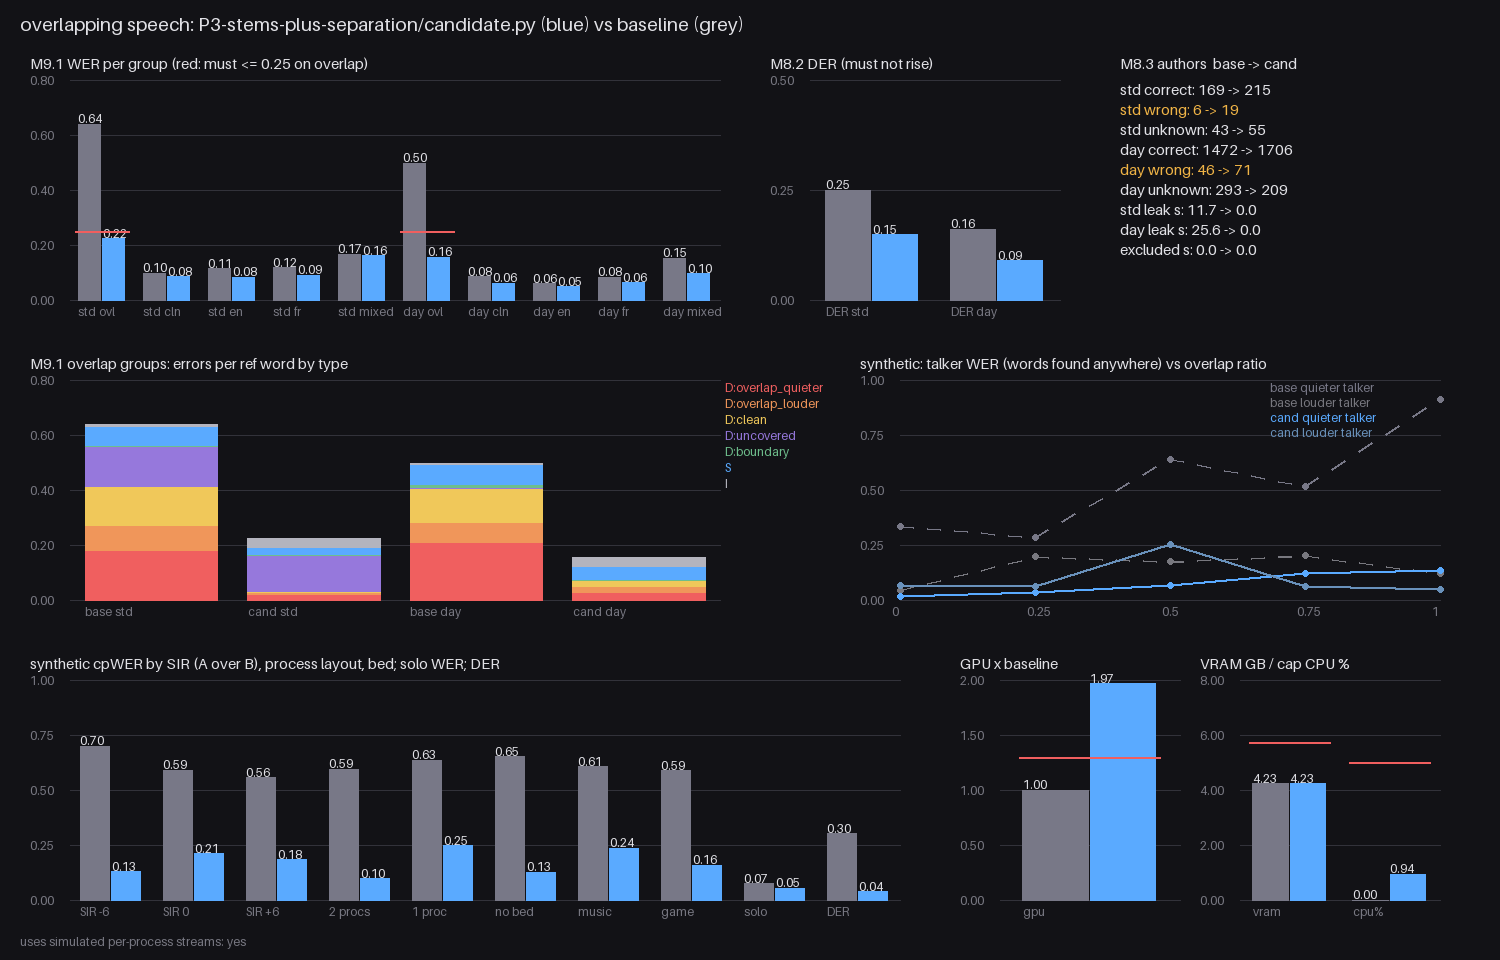 overlapping speech: P3-stems-plus-separation/candidate.py (blue) vs baseline (grey)
M9.1 WER per group (red: must <= 0.25 on overlap)
0.80
0.60
0.40
0.20
0.00
0.64
0.22
0.10
0.08
0.11
0.08
0.12
0.09
0.17
0.16
0.50
0.16
0.08
0.06
0.06
0.05
0.08
0.06
0.15
0.10
std ovl
std cln
std en
std fr
std mixed
day ovl
day cln
day en
day fr
day mixed
M8.2 DER (must not rise)
0.50
0.25
0.00
0.25
0.15
0.16
0.09
DER std
DER day
M8.3 authors base -> cand
std correct: 169 -> 215
std wrong: 6 -> 19
std unknown: 43 -> 55
day correct: 1472 -> 1706
day wrong: 46 -> 71
day unknown: 293 -> 209
std leak s: 11.7 -> 0.0
day leak s: 25.6 -> 0.0
excluded s: 0.0 -> 0.0
M9.1 overlap groups: errors per ref word by type
0.80
0.60
0.40
0.20
0.00
base std
cand std
base day
cand day
D:overlap_quieter
D:overlap_louder
D:clean
D:uncovered
D:boundary
S
I
synthetic: talker WER (words found anywhere) vs overlap ratio
1.00
0.75
0.50
0.25
0.00
base quieter talker
base louder talker
cand quieter talker
cand louder talker
0
0.25
0.5
0.75
1
synthetic cpWER by SIR (A over B), process layout, bed; solo WER; DER
1.00
0.75
0.50
0.25
0.00
0.70
0.13
0.59
0.21
0.56
0.18
0.59
0.10
0.63
0.25
0.65
0.13
0.61
0.24
0.59
0.16
0.07
0.05
0.30
0.04
SIR -6
SIR 0
SIR +6
2 procs
1 proc
no bed
music
game
solo
DER
GPU x baseline
2.00
1.50
1.00
0.50
0.00
1.00
1.97
gpu
VRAM GB / cap CPU %
8.00
6.00
4.00
2.00
0.00
4.23
4.23
0.00
0.94
vram
cpu%
uses simulated per-process streams: yes